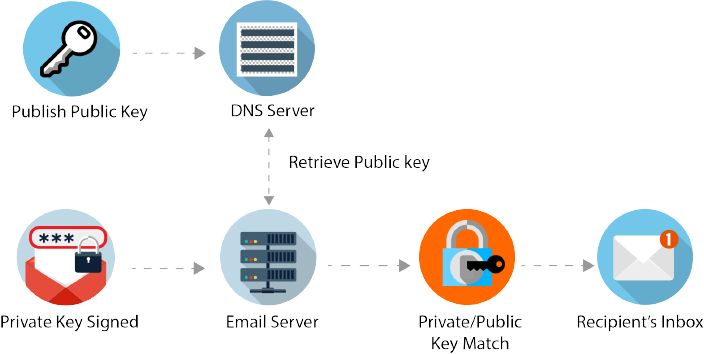 Publish Public Key
DNS Server
Retrieve Public key
***
1
Private Key Signed
Email Server
Private/Public
Key Match
Recipient's Inbox